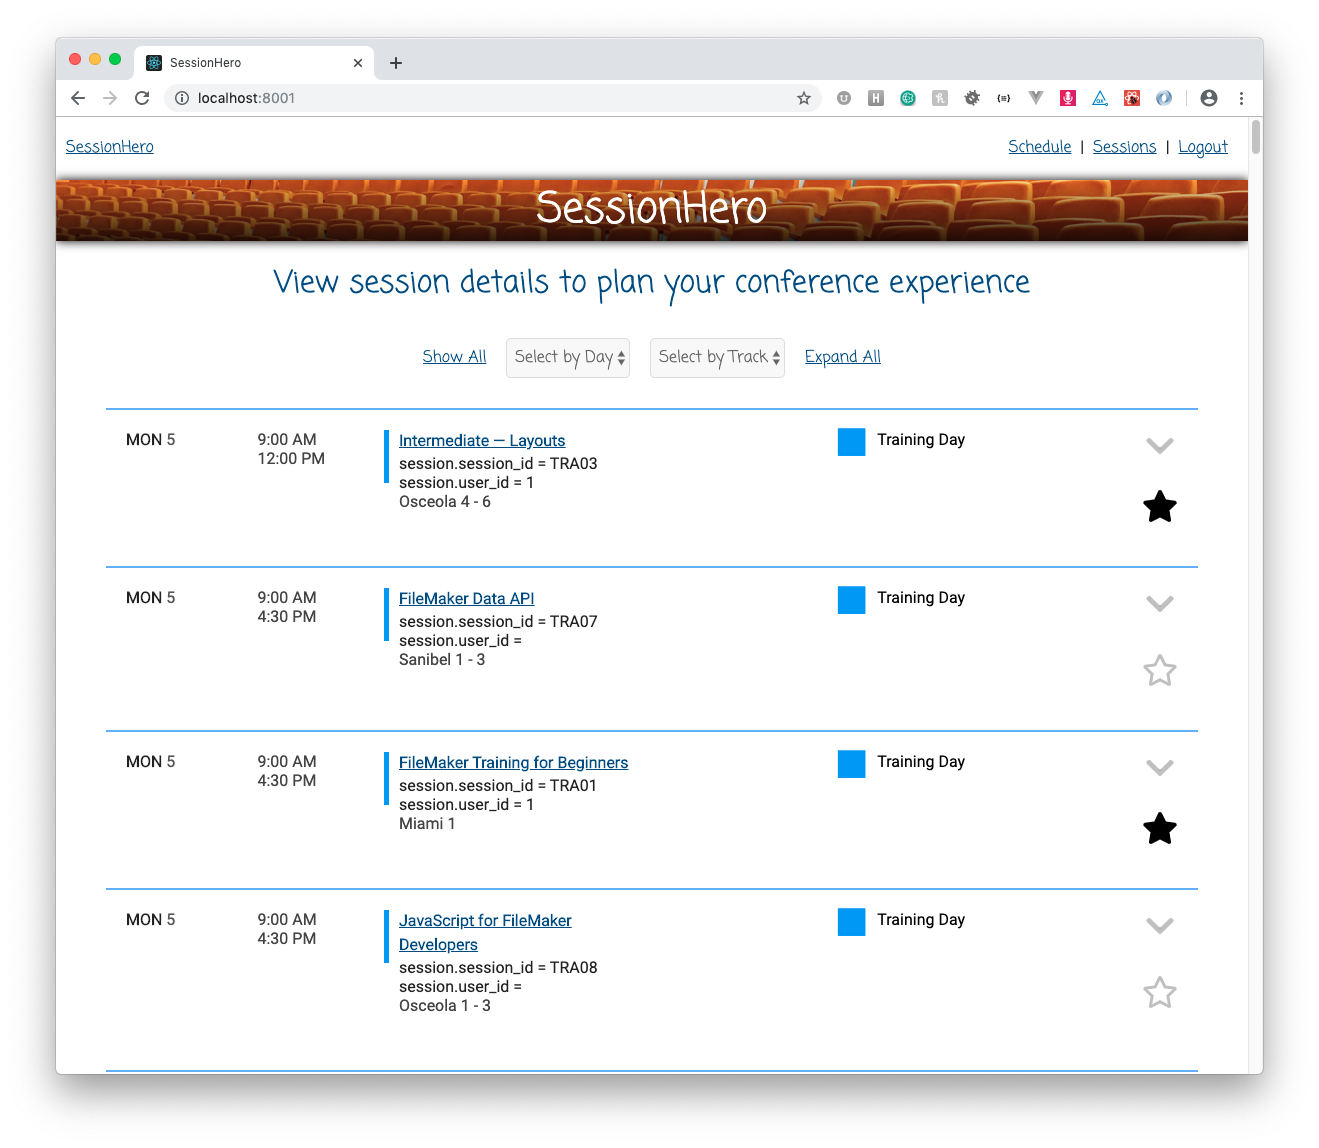 SessionHero
localhost:8001
SessionHero
Schedule | Sessions | Logout
SessionHero
View session details to plan your conference experience
Show All Select by Day Select by Track Expand All
MON 5 9:00 AM Intermediate — Layouts Training Day
12:00 PM session.session_id = TRA03
session.user_id = 1
Osceola 4 - 6
MON 5 9:00 AM FileMaker Data API Training Day
4:30 PM session.session_id = TRA07
session.user_id =
Sanibel 1 - 3
MON 5 9:00 AM FileMaker Training for Beginners Training Day
4:30 PM session.session_id = TRA01
session.user_id = 1
Miami 1
MON 5 9:00 AM JavaScript for FileMaker Training Day
4:30 PM Developers
session.session_id = TRA08
session.user_id =
Osceola 1 - 3